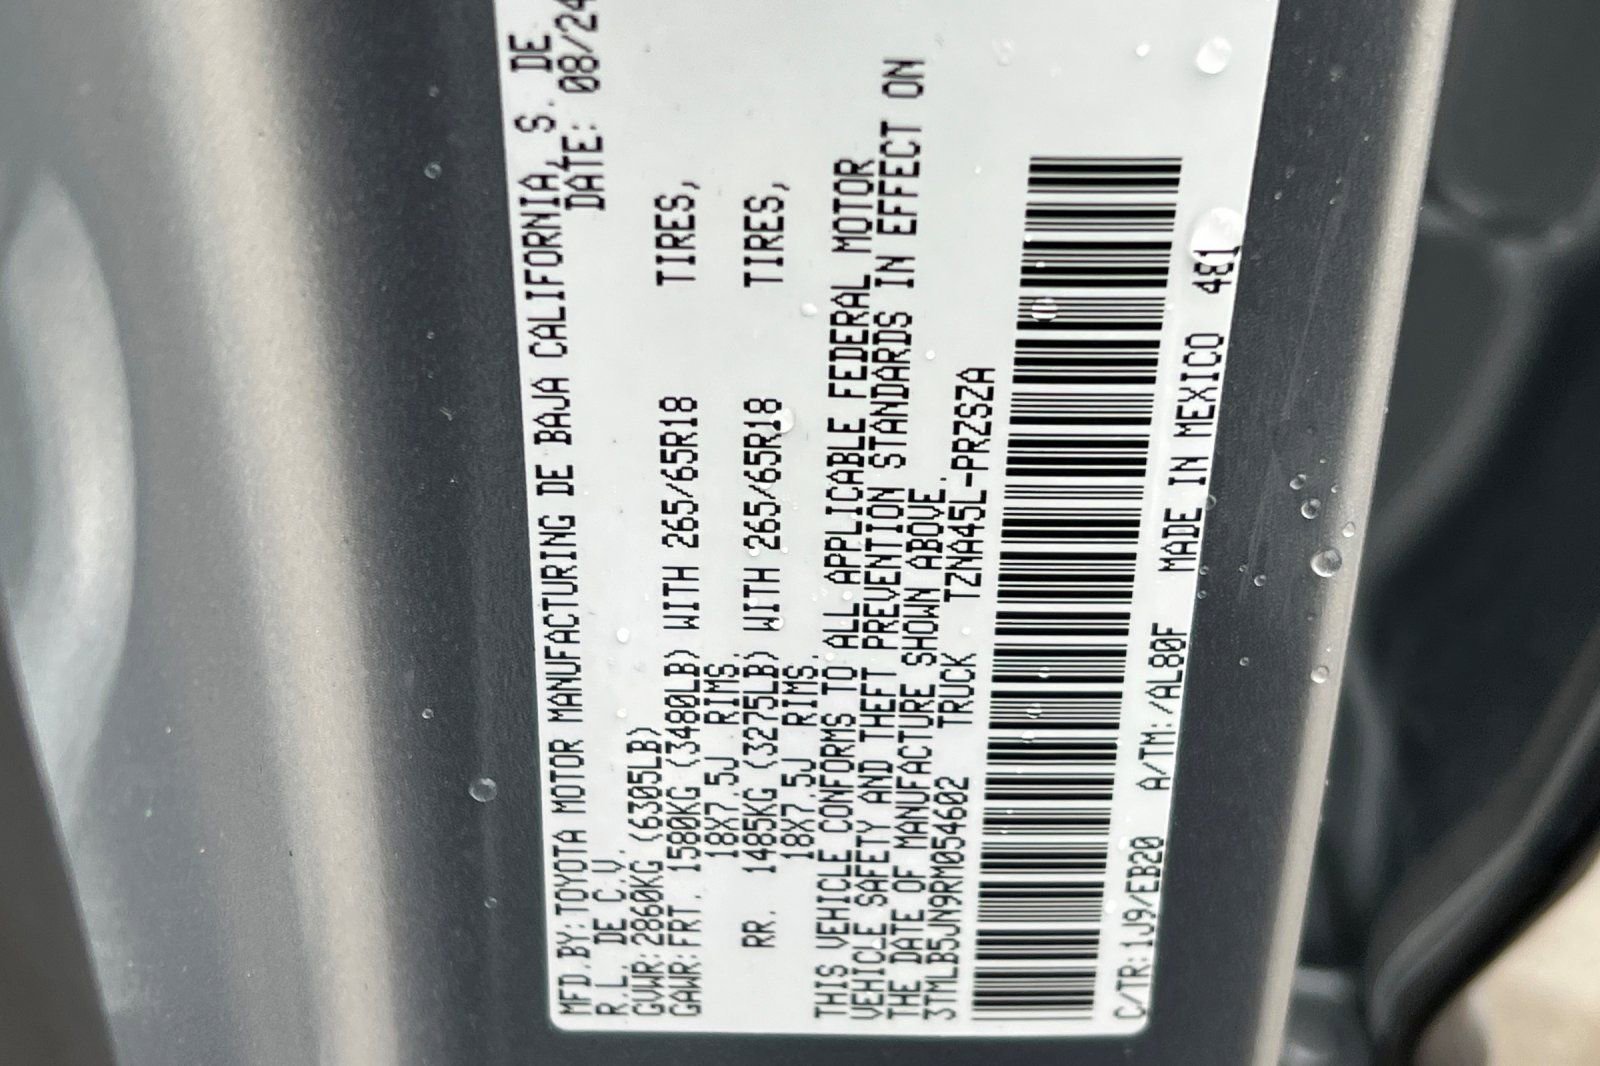 MFD.BY:TOYOTA MOTOR MANUFACTURING DE BAJA CALIFORNIA, S. DE
R.L. DE C.V. DATE: 08/24
GVWR:2860KG (6305LB)
GAWR:FRT. 1580KG (3480LB) WITH 265/65R18 TIRES,
18X7.5J RIMS,
RR. 1485KG (3275LB) WITH 265/65R18 TIRES,
18X7.5J RIMS.
THIS VEHICLE CONFORMS TO ALL APPLICABLE FEDERAL MOTOR
VEHICLE SAFETY AND THEFT PREVENTION STANDARDS IN EFFECT ON
THE DATE OF MANUFACTURE SHOWN ABOVE.
3TMLB5JN9RM054602 TRUCK TZNA45L-PRZSZA
C/TR:1J9/EB20 A/TM:/AL80F MADE IN MEXICO 481